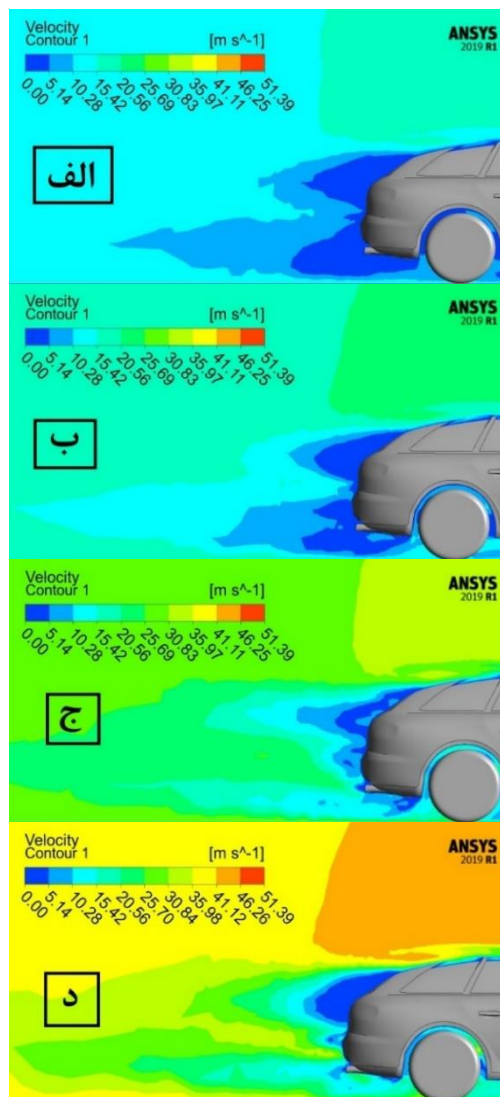 Velocity
Contour 1
[m s^-1]
0.00
5.14
10.28
15.42
20.56
25.69
30.83
35.97
41.11
46.25
51.39
ANSYS
2019 R1
الف
Velocity
Contour 1
[m s^-1]
0.00
5.14
10.28
15.42
20.56
25.69
30.83
35.97
41.11
46.25
51.39
ANSYS
2019 R1
ب
Velocity
Contour 1
[m s^-1]
0.00
5.14
10.28
15.42
20.56
25.69
30.83
35.97
41.11
46.25
51.39
ANSYS
2019 R1
ج
Velocity
Contour 1
[m s^-1]
0.00
5.14
10.28
15.42
20.56
25.70
30.84
35.98
41.12
46.26
51.39
ANSYS
2019 R1
د